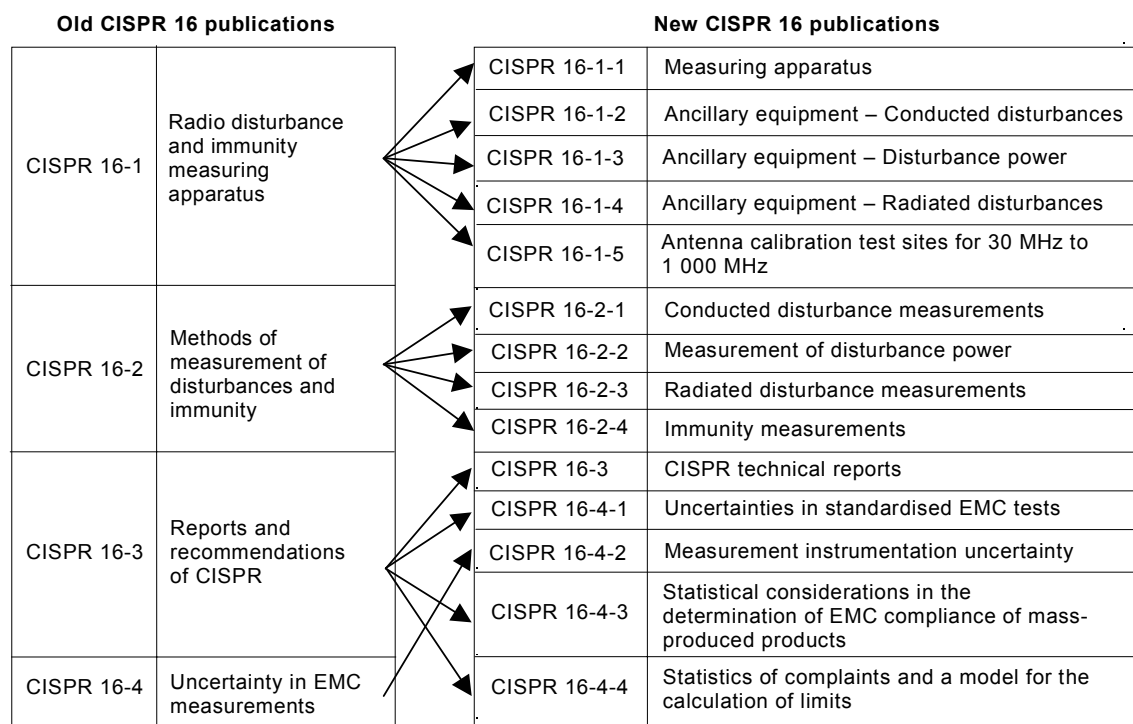 Old CISPR 16 publications
New CISPR 16 publications
CISPR 16-1
Radio disturbance
and immunity
measuring
apparatus
CISPR 16-2
Methods of
measurement of
disturbances and
immunity
CISPR 16-3
Reports and
recommendations
of CISPR
CISPR 16-4
Uncertainty in EMC
measurements
CISPR 16-1-1
Measuring apparatus
CISPR 16-1-2
Ancillary equipment – Conducted disturbances
CISPR 16-1-3
Ancillary equipment – Disturbance power
CISPR 16-1-4
Ancillary equipment – Radiated disturbances
CISPR 16-1-5
Antenna calibration test sites for 30 MHz to
1 000 MHz
CISPR 16-2-1
Conducted disturbance measurements
CISPR 16-2-2
Measurement of disturbance power
CISPR 16-2-3
Radiated disturbance measurements
CISPR 16-2-4
Immunity measurements
CISPR 16-3
CISPR technical reports
CISPR 16-4-1
Uncertainties in standardised EMC tests
CISPR 16-4-2
Measurement instrumentation uncertainty
CISPR 16-4-3
Statistical considerations in the
determination of EMC compliance of mass-
produced products
CISPR 16-4-4
Statistics of complaints and a model for the
calculation of limits